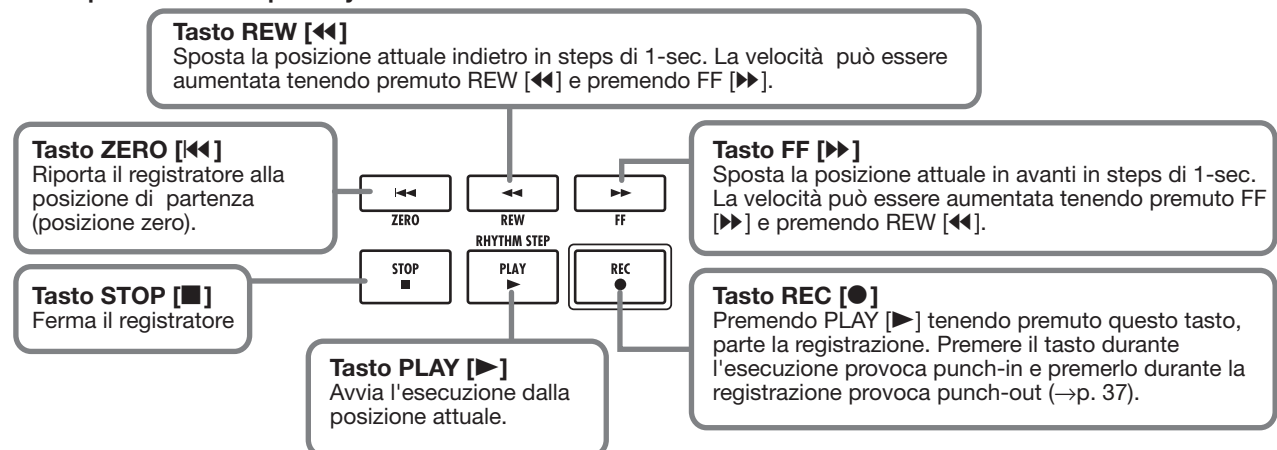 Tasto REW [◀◀]
Sposta la posizione attuale indietro in steps di 1-sec. La velocità può essere
aumentata tenendo premuto REW [◀◀] e premendo FF [▶▶].
Tasto ZERO [|◀◀]
Riporta il registratore alla
posizione di partenza
(posizione zero).
Tasto FF [▶▶]
Sposta la posizione attuale in avanti in steps di 1-sec.
La velocità può essere aumentata tenendo premuto FF
[▶▶] e premendo REW [◀◀].
|◀◀ ◀◀ ▶▶
ZERO REW FF
RHYTHM STEP
STOP PLAY REC
■ ▶ ●
Tasto STOP [■]
Ferma il registratore
Tasto REC [●]
Premendo PLAY [▶] tenendo premuto questo tasto,
parte la registrazione. Premere il tasto durante
l'esecuzione provoca punch-in e premerlo durante la
registrazione provoca punch-out (→p. 37).
Tasto PLAY [▶]
Avvia l'esecuzione dalla
posizione attuale.